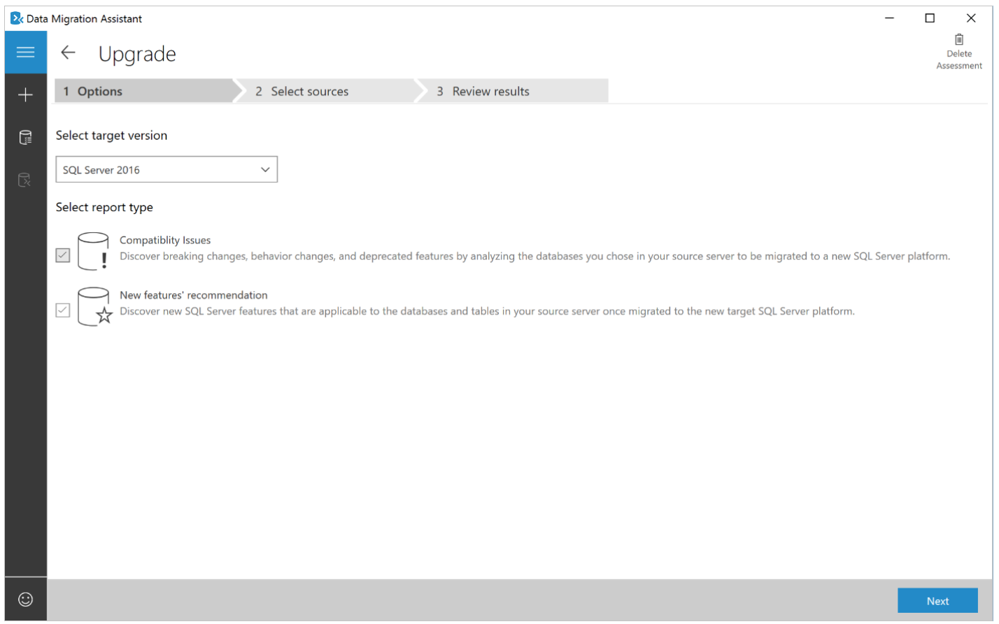 Data Migration Assistant
Upgrade
Delete
Assessment
1 Options
2 Select sources
3 Review results
Select target version
SQL Server 2016
Select report type
Compatiblity Issues
Discover breaking changes, behavior changes, and deprecated features by analyzing the databases you chose in your source server to be migrated to a new SQL Server platform.
New features' recommendation
Discover new SQL Server features that are applicable to the databases and tables in your source server once migrated to the new target SQL Server platform.
Next